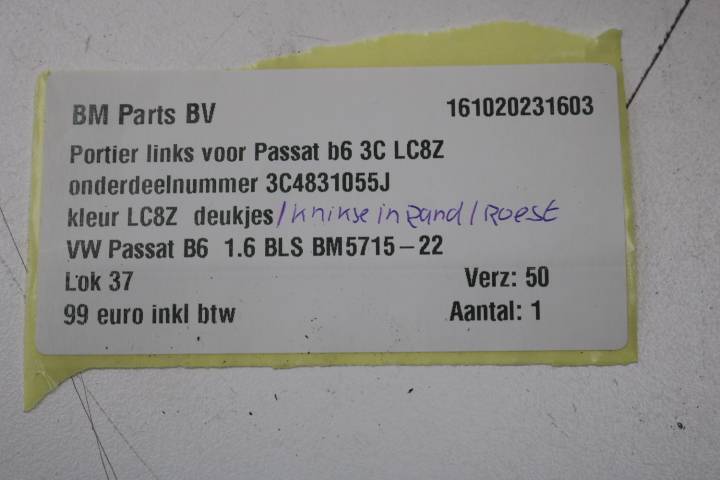 BM Parts BV 161020231603
Portier links voor Passat b6 3C LC8Z
onderdeelnummer 3C4831055J
kleur LC8Z deukjes/knikse in rand/roest
VW Passat B6 1.6 BLS BM5715-22
Lok 37 Verz: 50
99 euro inkl btw Aantal: 1